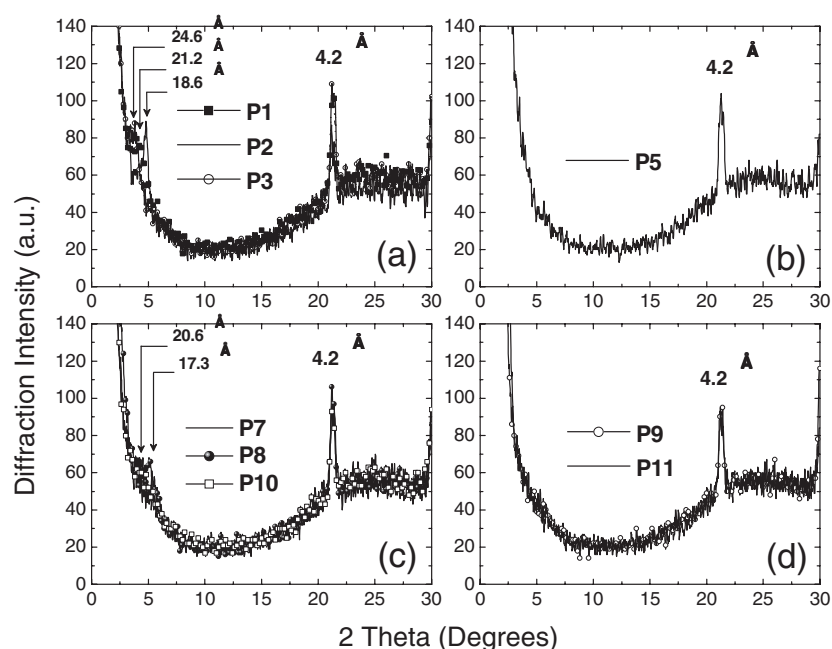 Diffraction Intensity (a.u.)
140
120
100
80
60
40
20
0
24.6 Å
21.2 Å
18.6 Å
4.2 Å
P1
P2
P3
(a)
0 5 10 15 20 25 30
140
120
100
80
60
40
20
0
4.2 Å
P5
(b)
0 5 10 15 20 25 30
140
120
100
80
60
40
20
0
20.6 Å
17.3 Å
4.2 Å
P7
P8
P10
(c)
0 5 10 15 20 25 30
140
120
100
80
60
40
20
0
4.2 Å
P9
P11
(d)
0 5 10 15 20 25 30
2 Theta (Degrees)